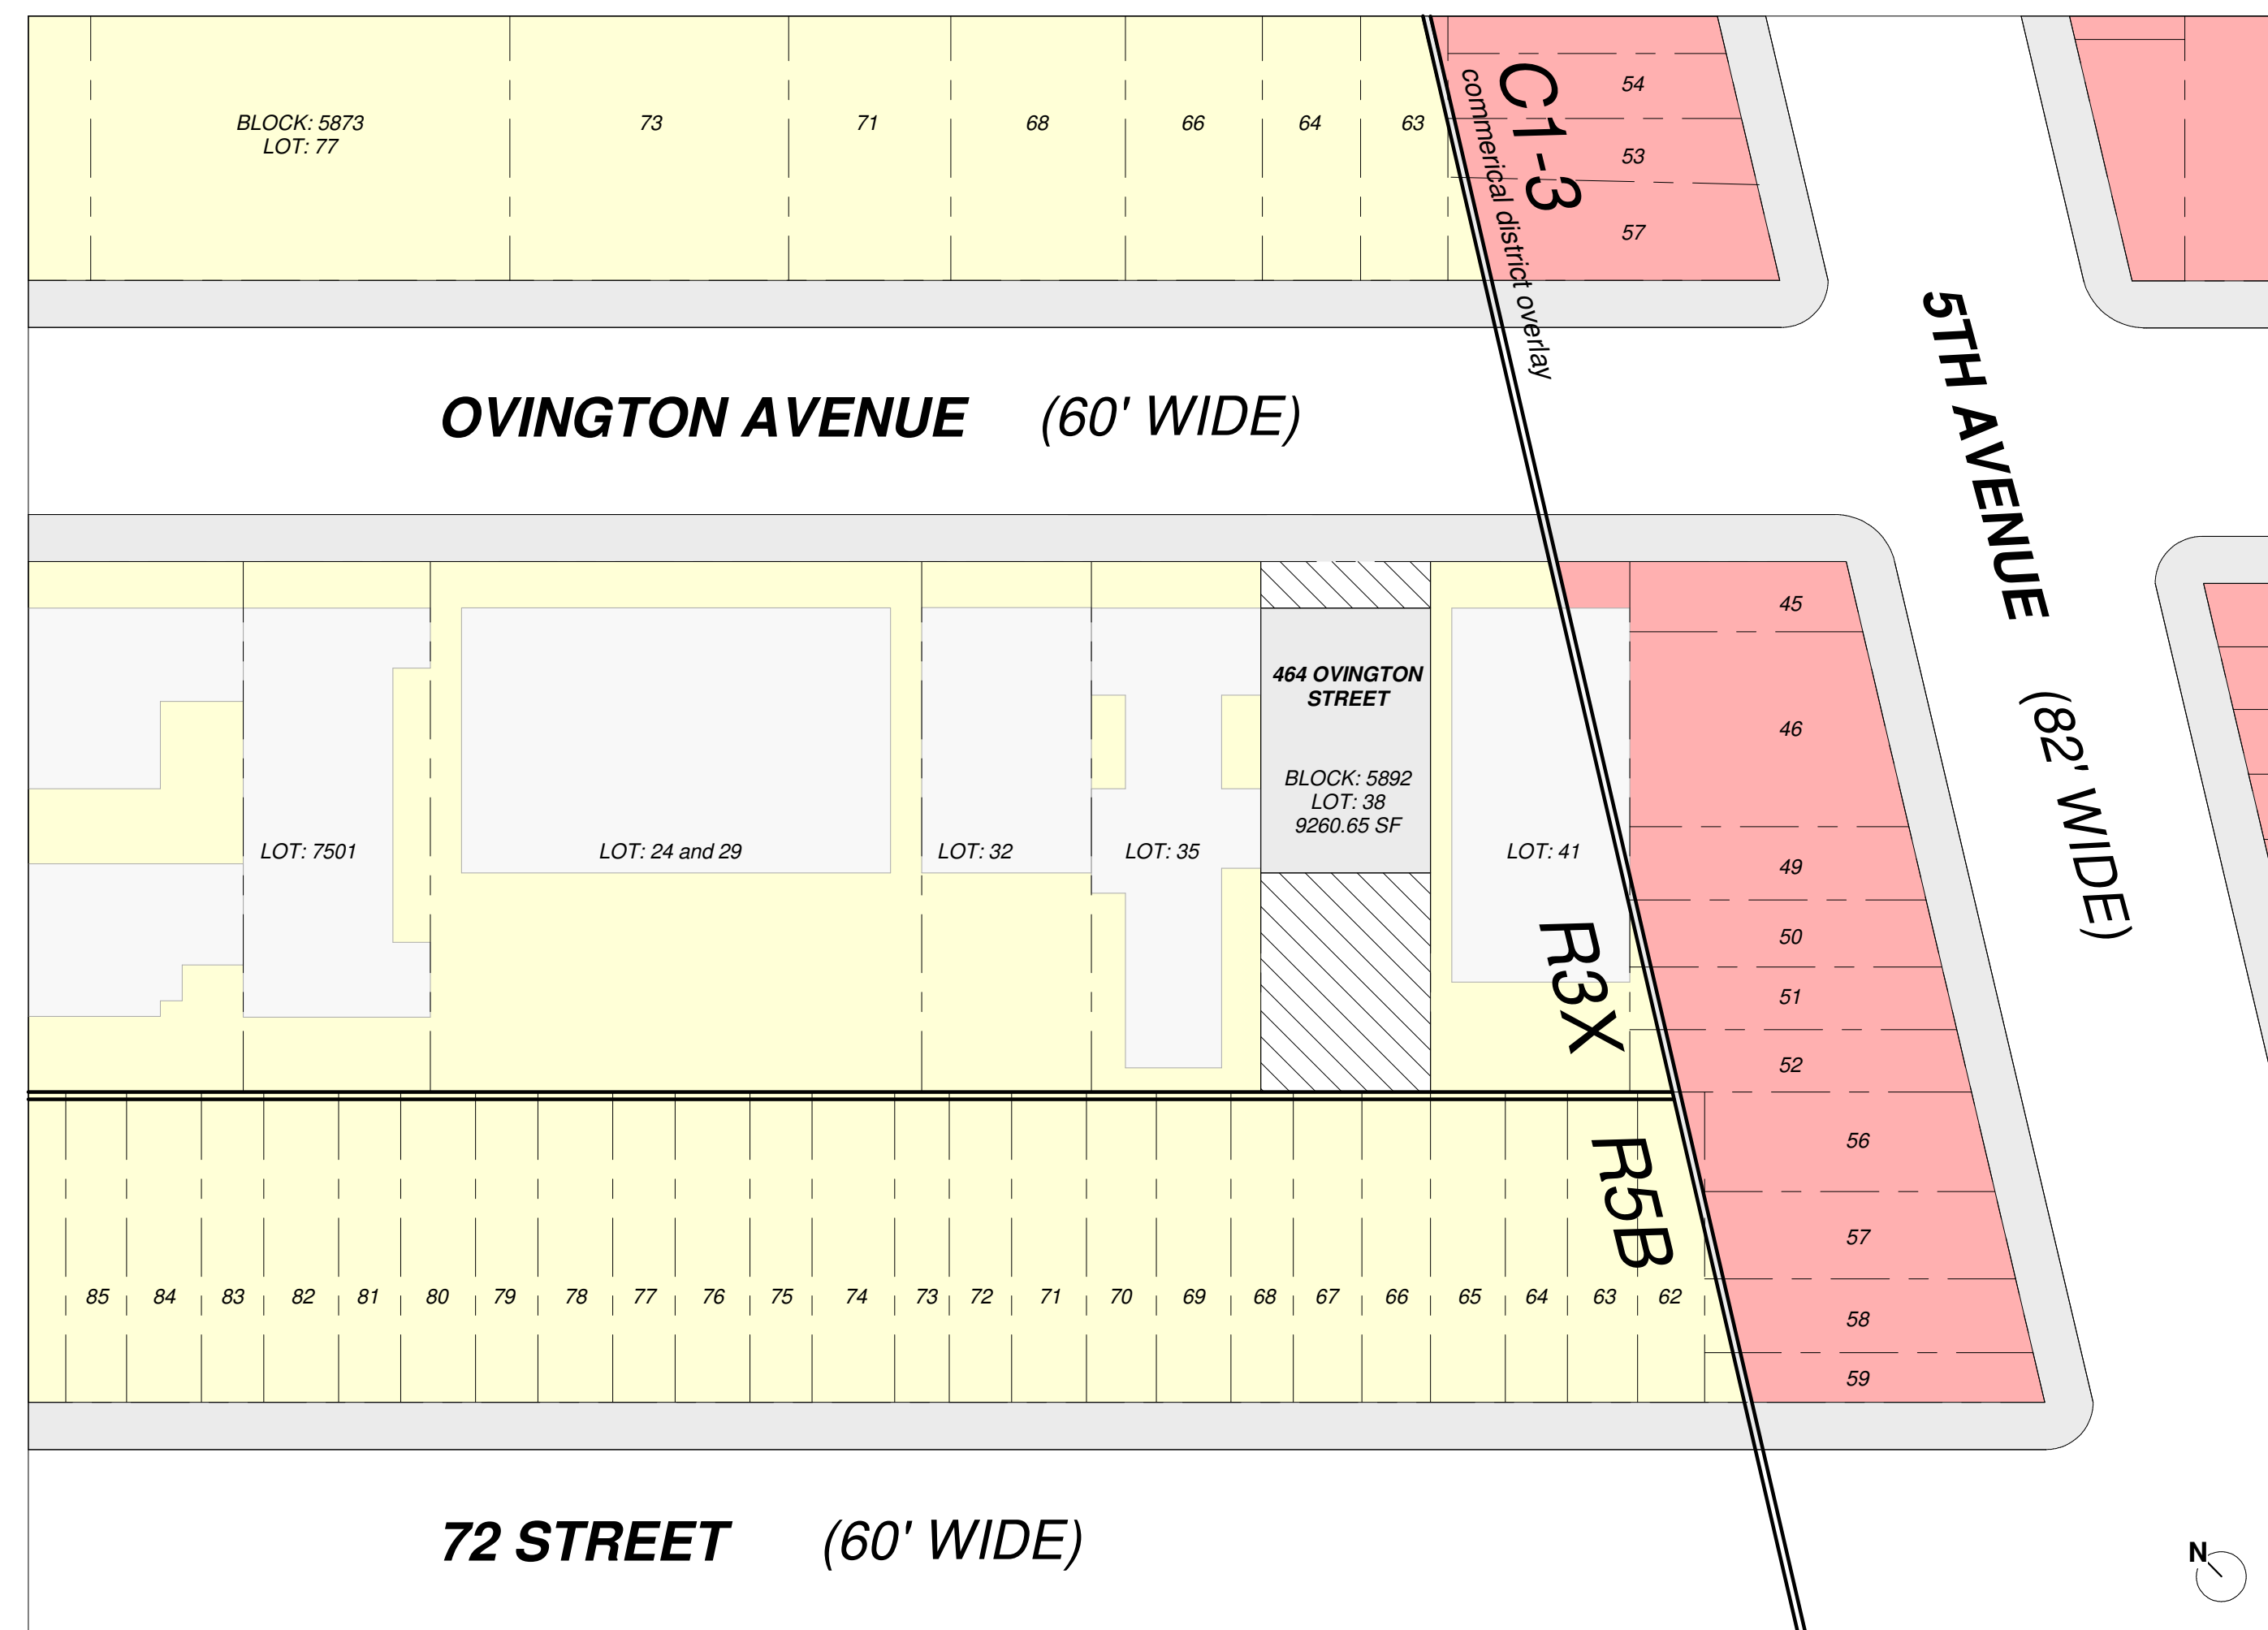 BLOCK: 5873
LOT: 77
73
71
68
66
64
63
C1-3
commerical district overlay
54
53
57
OVINGTON AVENUE (60' WIDE)
5TH AVENUE (82' WIDE)
464 OVINGTON
STREET
BLOCK: 5892
LOT: 38
9260.65 SF
LOT: 7501
LOT: 24 and 29
LOT: 32
LOT: 35
LOT: 41
R3X
45
46
49
50
51
52
R5B
56
57
58
59
85
84
83
82
81
80
79
78
77
76
75
74
73
72
71
70
69
68
67
66
65
64
63
62
72 STREET (60' WIDE)
N